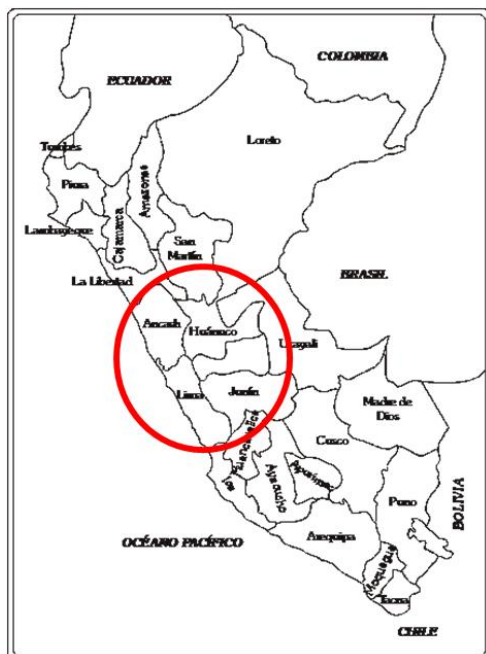 COLOMBIA
ECUADOR
Loreto
Tumbes
Piura
Amazonas
Lambayeque
Cajamarca
San
Martín
La Libertad
BRASIL
Ancash
Huánuco
Ucayali
Lima
Junín
Madre de
Dios
Cusco
Huancavelica
Ica
Ayacucho
Apurímac
Puno
BOLIVIA
Arequipa
OCÉANO PACÍFICO
Moquegua
Tacna
CHILE